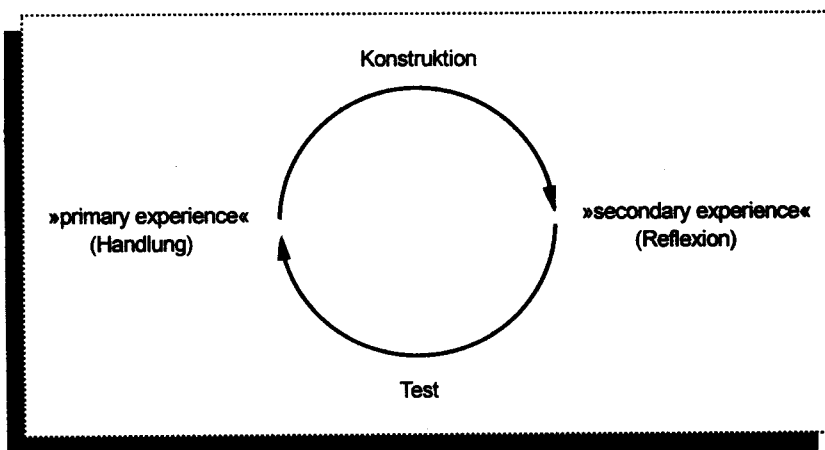 Konstruktion
»primary experience«
(Handlung)
»secondary experience«
(Reflexion)
Test